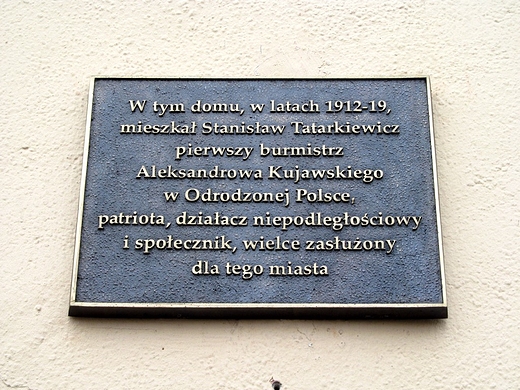 W tym domu, w latach 1912-19,
mieszkał Stanisław Tatarkiewicz
pierwszy burmistrz
Aleksandrowa Kujawskiego
w Odrodzonej Polsce,
patriota, działacz niepodległościowy
i społecznik, wielce zasłużony
dla tego miasta